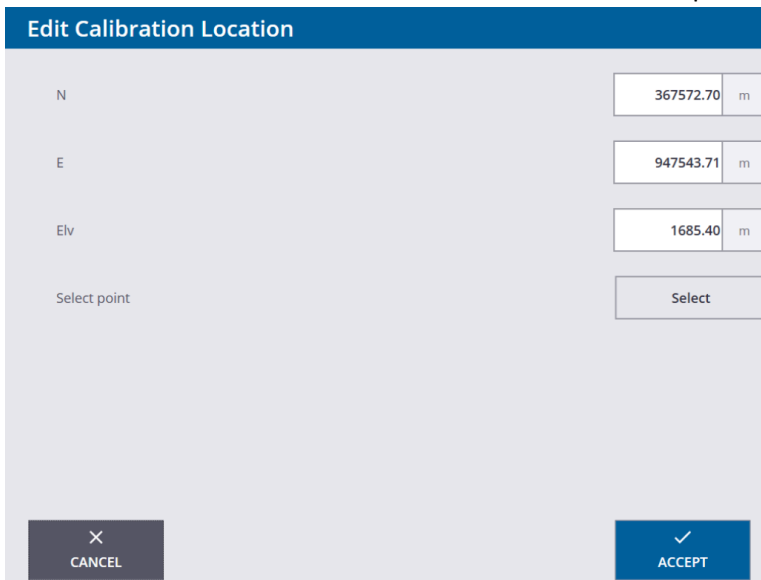 Edit Calibration Location
N 367572.70 m
E 947543.71 m
Elv 1685.40 m
Select point Select
CANCEL ACCEPT